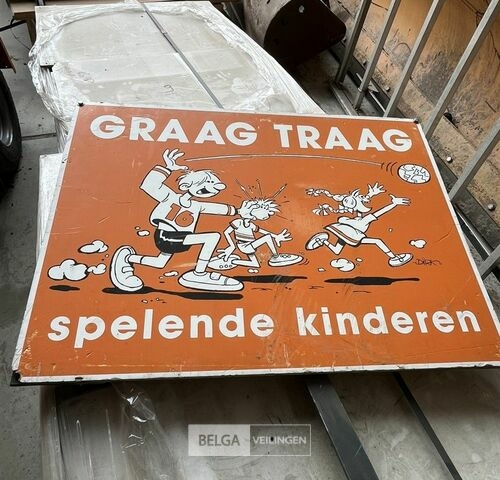 GRAAG TRAAG
spelende kinderen
BELGA VEILINGEN